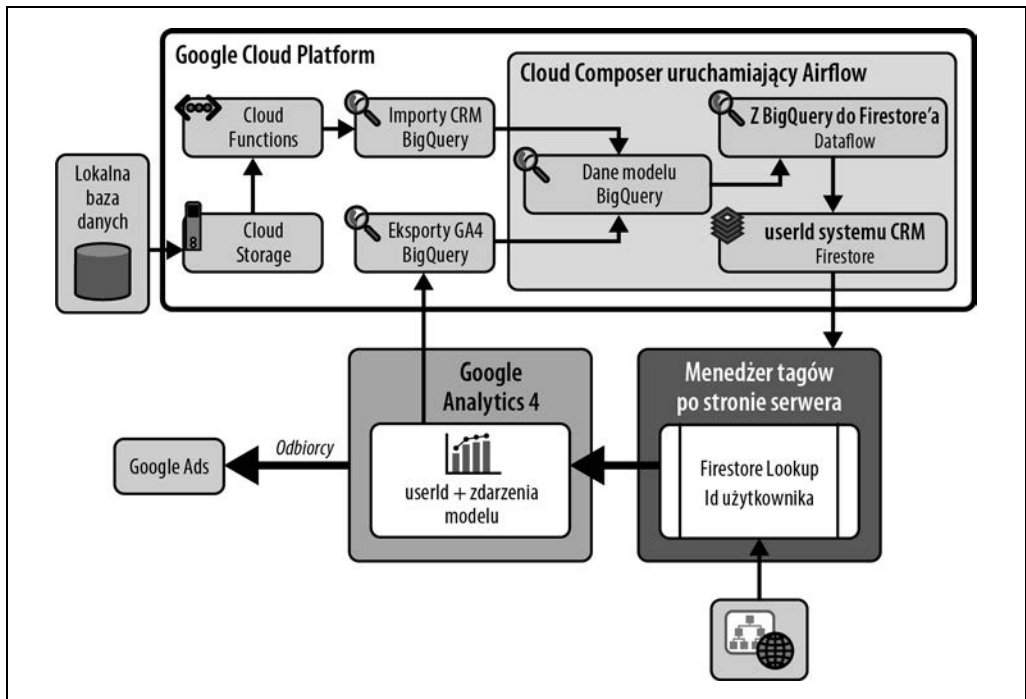 Google Cloud Platform
Cloud Composer uruchamiający Airflow
Cloud
Functions
Importy CRM
BigQuery
Z BigQuery do Firestore'a
Dataflow
Lokalna
baza
danych
Dane modelu
BigQuery
Cloud
Storage
Eksporty GA4
BigQuery
userId systemu CRM
Firestore
Google
Analytics 4
Menedżer tagów
po stronie serwera
Google Ads
Odbiorcy
userId + zdarzenia
modelu
Firestore Lookup
Id użytkownika